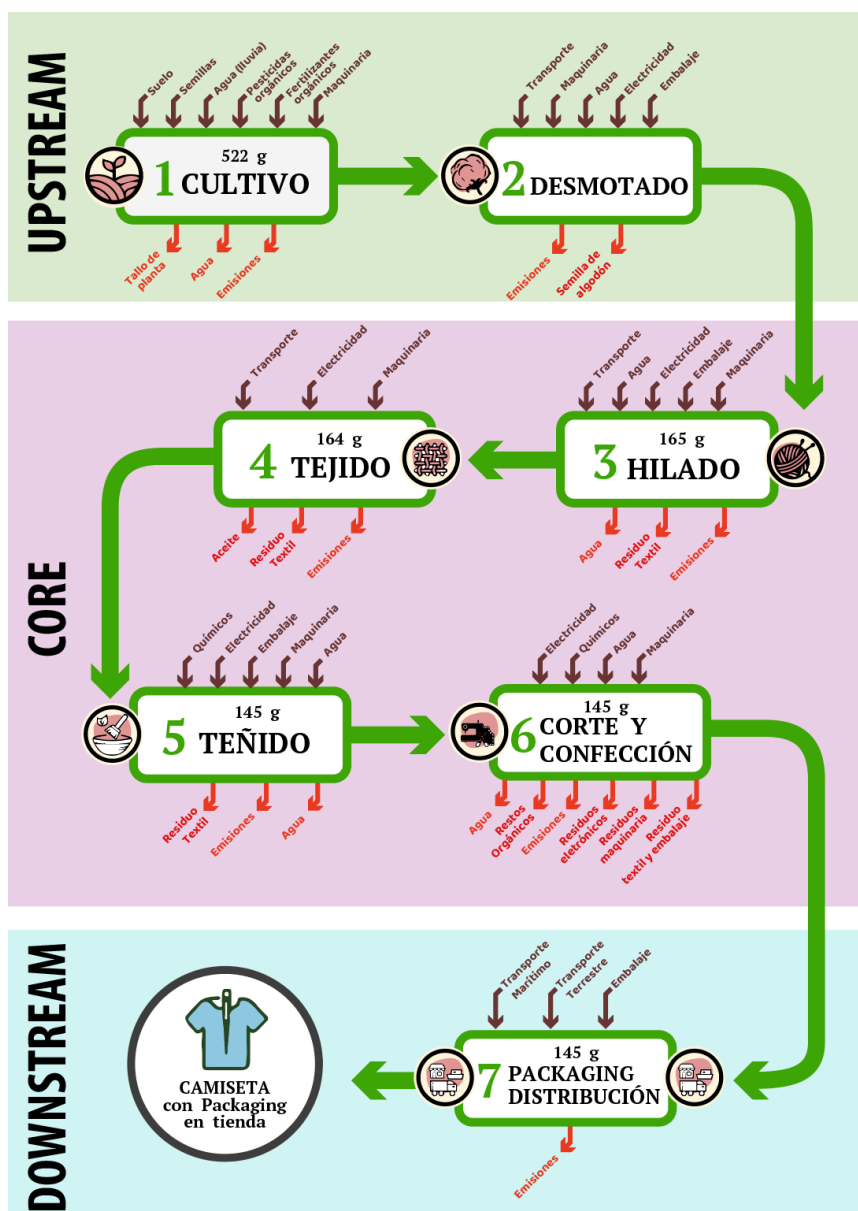 UPSTREAM
Suelo
Semillas
Agua (lluvia)
Pesticidas
orgánicos
Fertilizantes
orgánicos
Maquinaria
522 g
1 CULTIVO
Tallo de
planta
Agua
Emisiones
Transporte
Maquinaria
Agua
Electricidad
Embalaje
2 DESMOTADO
Emisiones
Semilla de
algodón
CORE
Transporte
Agua
Electricidad
Embalaje
Maquinaria
165 g
3 HILADO
Agua
Residuo
Textil
Emisiones
Transporte
Electricidad
Maquinaria
164 g
4 TEJIDO
Aceite
Residuo
Textil
Emisiones
Químicos
Electricidad
Embalaje
Maquinaria
Agua
145 g
5 TEÑIDO
Residuo
Textil
Emisiones
Agua
Electricidad
Químicos
Agua
Maquinaria
145 g
6 CORTE Y
CONFECCIÓN
Agua
Restos
Orgánicos
Emisiones
Residuos
eletrónicos
Residuos
maquinaria
Residuo
textil y embalaje
DOWNSTREAM
Transporte
Marítimo
Transporte
Terrestre
Embalaje
145 g
7 PACKAGING
DISTRIBUCIÓN
Emisiones
CAMISETA
con Packaging
en tienda